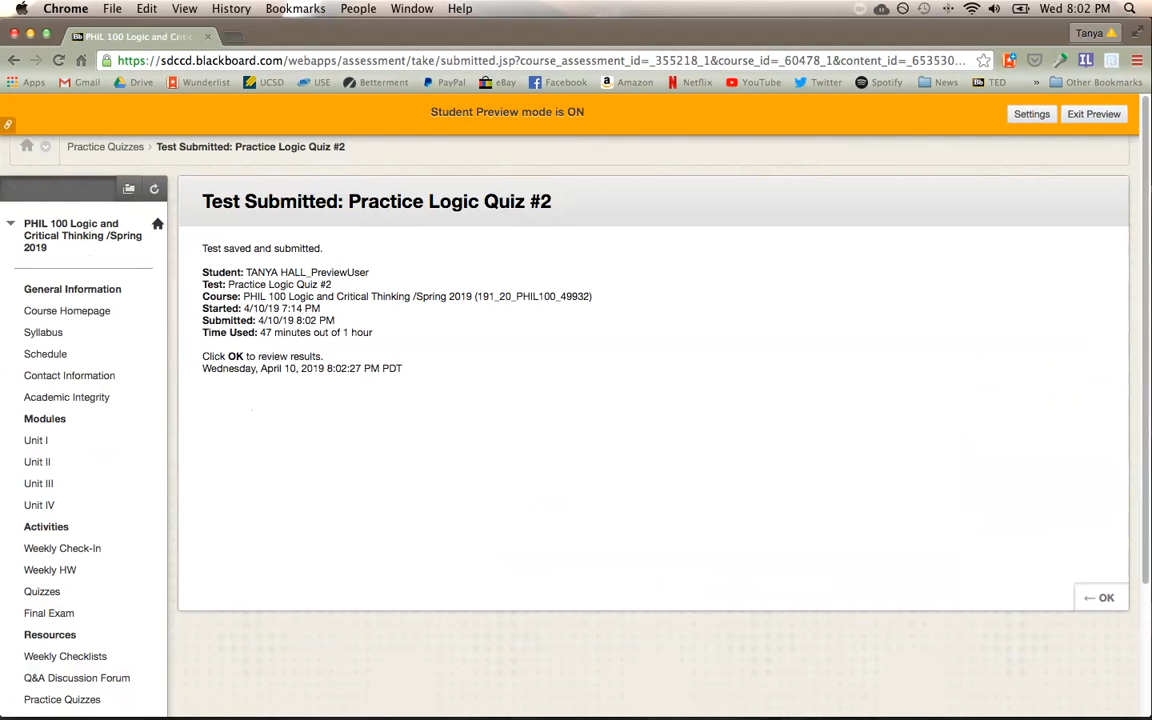 Chrome File Edit View History Bookmarks People Window Help Wed 8:02 PM
Bb PHIL 100 Logic and Critic × Tanya
https://sdccd.blackboard.com/webapps/assessment/take/submitted.jsp?course_assessment_id=_355218_1&course_id=_60478_1&content_id=_653530...
Apps Gmail Drive Wunderlist UCSD USE Betterment PayPal eBay Facebook Amazon Netflix YouTube Twitter Spotify News Bb TED » Other Bookmarks
Student Preview mode is ON
Settings Exit Preview
Practice Quizzes › Test Submitted: Practice Logic Quiz #2
PHIL 100 Logic and
Critical Thinking /Spring
2019
General Information
Course Homepage
Syllabus
Schedule
Contact Information
Academic Integrity
Modules
Unit I
Unit II
Unit III
Unit IV
Activities
Weekly Check-In
Weekly HW
Quizzes
Final Exam
Resources
Weekly Checklists
Q&A Discussion Forum
Practice Quizzes
Test Submitted: Practice Logic Quiz #2
Test saved and submitted.
Student: TANYA HALL_PreviewUser
Test: Practice Logic Quiz #2
Course: PHIL 100 Logic and Critical Thinking /Spring 2019 (191_20_PHIL100_49932)
Started: 4/10/19 7:14 PM
Submitted: 4/10/19 8:02 PM
Time Used: 47 minutes out of 1 hour
Click OK to review results.
Wednesday, April 10, 2019 8:02:27 PM PDT
← OK